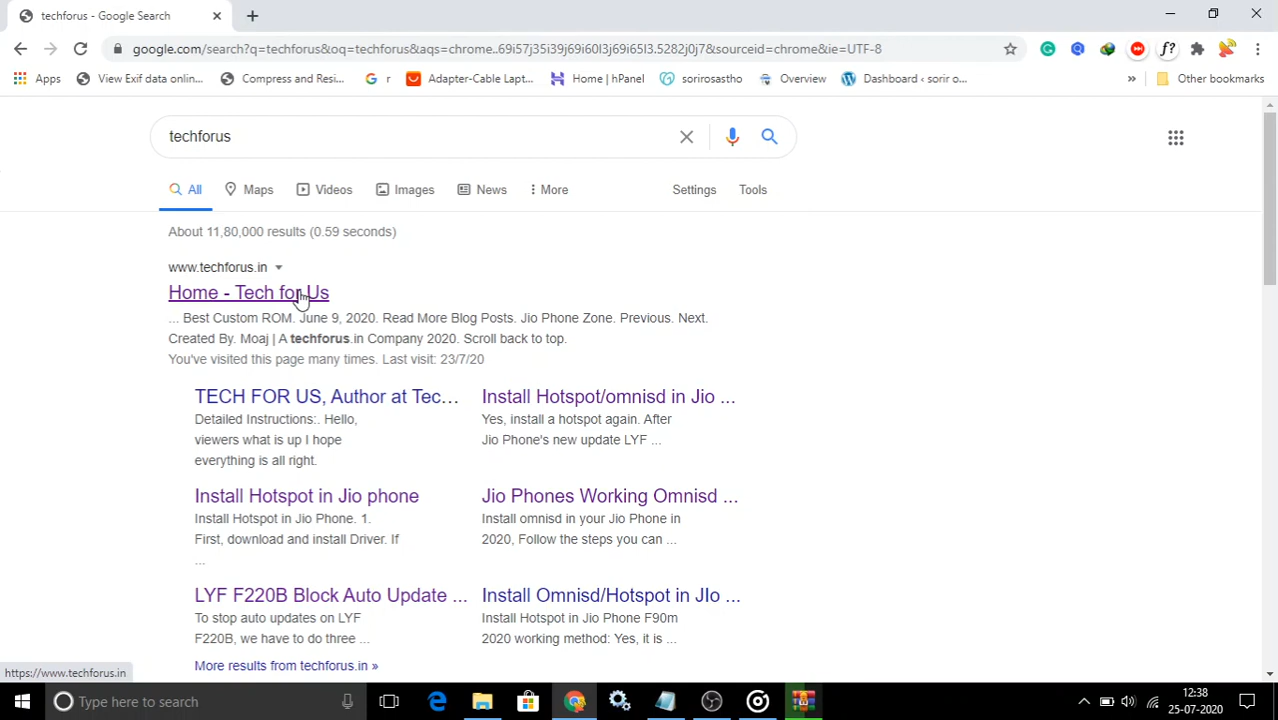 techforus - Google Search
google.com/search?q=techforus&oq=techforus&aqs=chrome..69i57j35i39j69i60l3j69i65l3.5282j0j7&sourceid=chrome&ie=UTF-8
Apps View Exif data onlin... Compress and Resi... r Adapter-Cable Lapt... Home | hPanel sorirosastho Overview Dashboard ‹ sorir o... » Other bookmarks
techforus
All Maps Videos Images News More Settings Tools
About 11,80,000 results (0.59 seconds)
www.techforus.in
Home - Tech for Us
... Best Custom ROM. June 9, 2020. Read More Blog Posts. Jio Phone Zone. Previous. Next.
Created By. Moaj | A techforus.in Company 2020. Scroll back to top.
You've visited this page many times. Last visit: 23/7/20
TECH FOR US, Author at Tec...
Detailed Instructions:. Hello,
viewers what is up I hope
everything is all right.
Install Hotspot/omnisd in Jio ...
Yes, install a hotspot again. After
Jio Phone's new update LYF ...
Install Hotspot in Jio phone
Install Hotspot in Jio Phone. 1.
First, download and install Driver. If
...
Jio Phones Working Omnisd ...
Install omnisd in your Jio Phone in
2020, Follow the steps you can ...
LYF F220B Block Auto Update ...
To stop auto updates on LYF
F220B, we have to do three ...
Install Omnisd/Hotspot in JIo ...
Install Hotspot in Jio Phone F90m
2020 working method: Yes, it is ...
More results from techforus.in »
https://www.techforus.in
Type here to search
12:38
25-07-2020